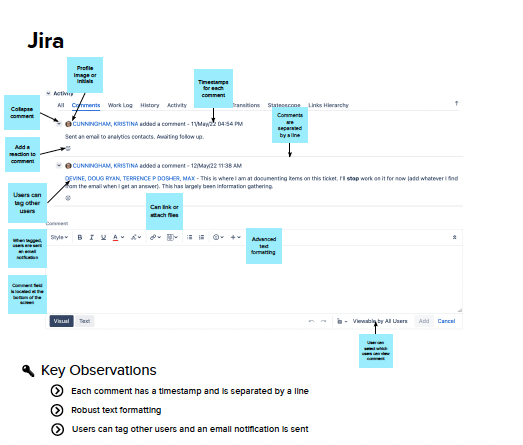 Jira
Profile
image or
initials
Timestamps
for each
comment
Activity
All Comments Work Log History Activity Transitions Statescope Links Hierarchy
Collapse
comment
CUNNINGHAM, KRISTINA added a comment - 11/May/22 04:54 PM
Sent an email to analytics contacts. Awaiting follow up.
Comments
are
separated
by a line
Add a
reaction to
comment
CUNNINGHAM, KRISTINA added a comment - 12/May/22 11:38 AM
DEVINE, DOUG RYAN, TERRENCE P DOSHER, MAX - This is where I am at documenting items on this ticket. I'll stop work on it for now (add whatever I find
from the email when I get an answer). This has largely been information gathering.
Users can
tag other
users
Can link or
attach files
Comment
Style B I U A
When tagged,
users are sent
an email
notification
Advanced
text
formatting
Comment field
is located at the
bottom of the
screen
Visual Text
Viewable by All Users Add Cancel
User can
select which
users can view
comment
Key Observations
Each comment has a timestamp and is separated by a line
Robust text formatting
Users can tag other users and an email notification is sent